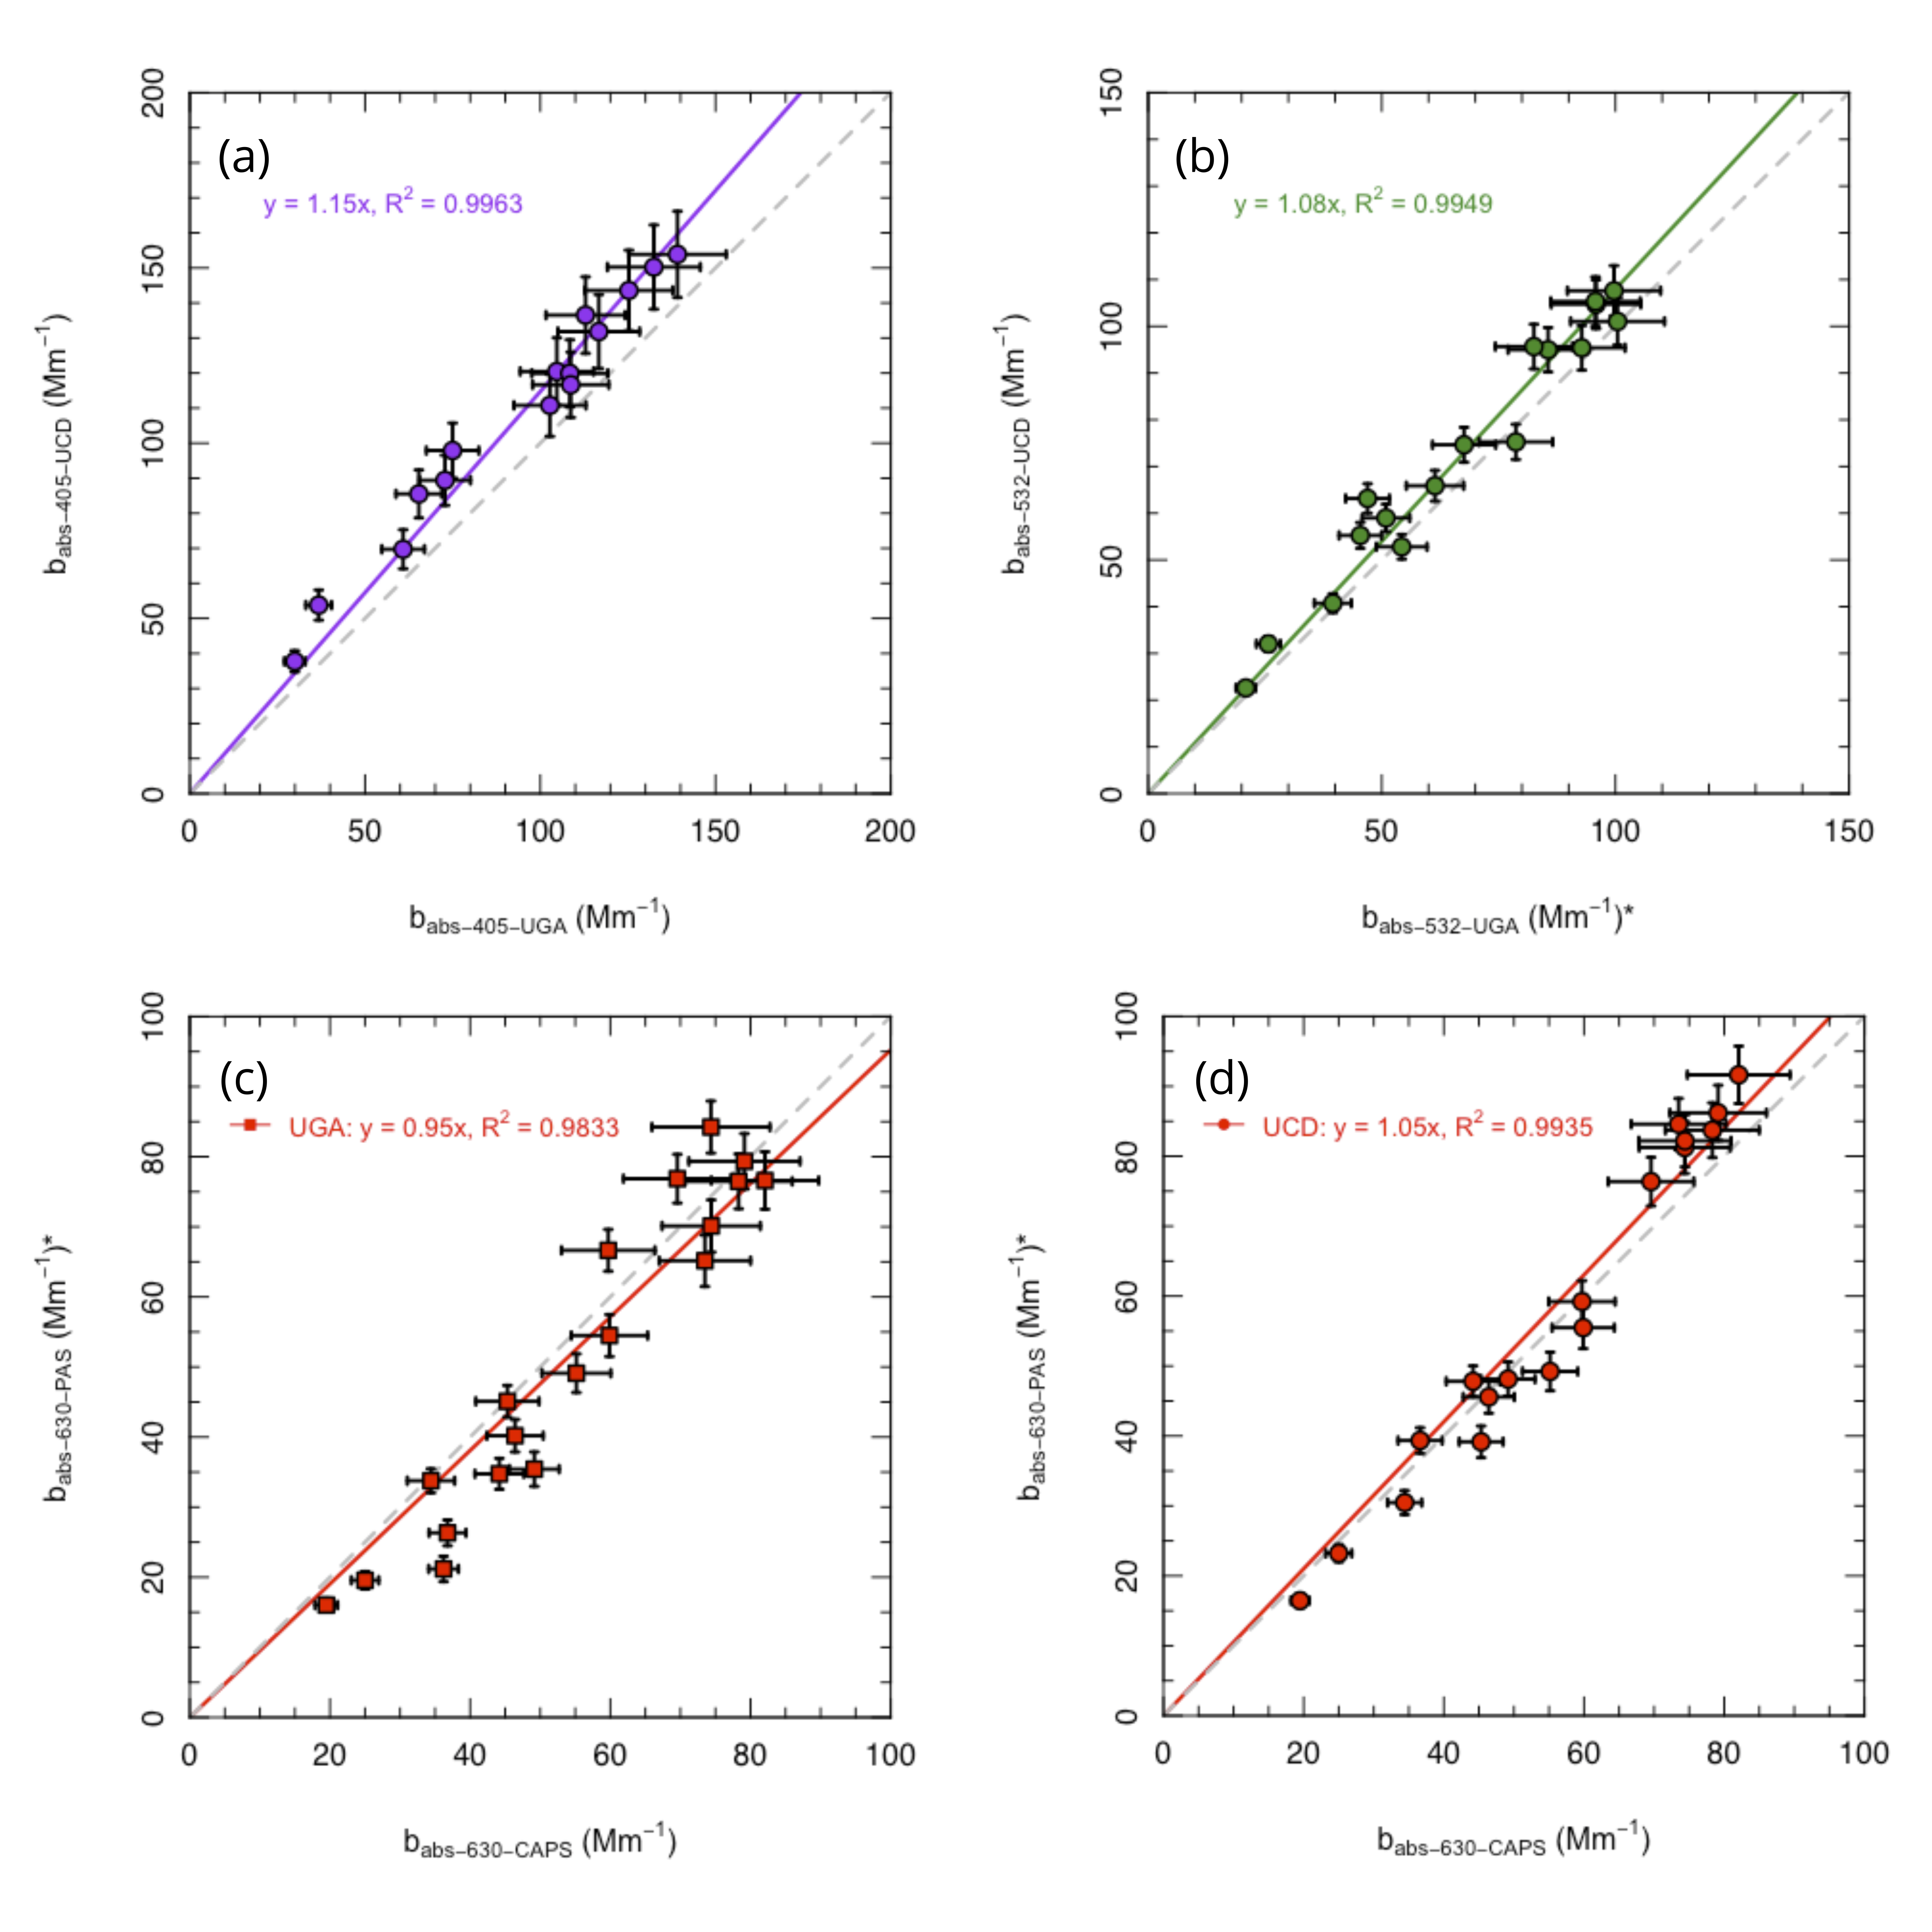 (a)
y = 1.15x, R² = 0.9963
200
150
100
50
0
b_abs−405−UCD (Mm⁻¹)
0 50 100 150 200
b_abs−405−UGA (Mm⁻¹)
(b)
y = 1.08x, R² = 0.9949
150
100
50
0
b_abs−532−UCD (Mm⁻¹)
0 50 100 150
b_abs−532−UGA (Mm⁻¹)*
(c)
UGA: y = 0.95x, R² = 0.9833
100
80
60
40
20
0
b_abs−630−PAS (Mm⁻¹)*
0 20 40 60 80 100
b_abs−630−CAPS (Mm⁻¹)
(d)
UCD: y = 1.05x, R² = 0.9935
100
80
60
40
20
0
b_abs−630−PAS (Mm⁻¹)*
0 20 40 60 80 100
b_abs−630−CAPS (Mm⁻¹)